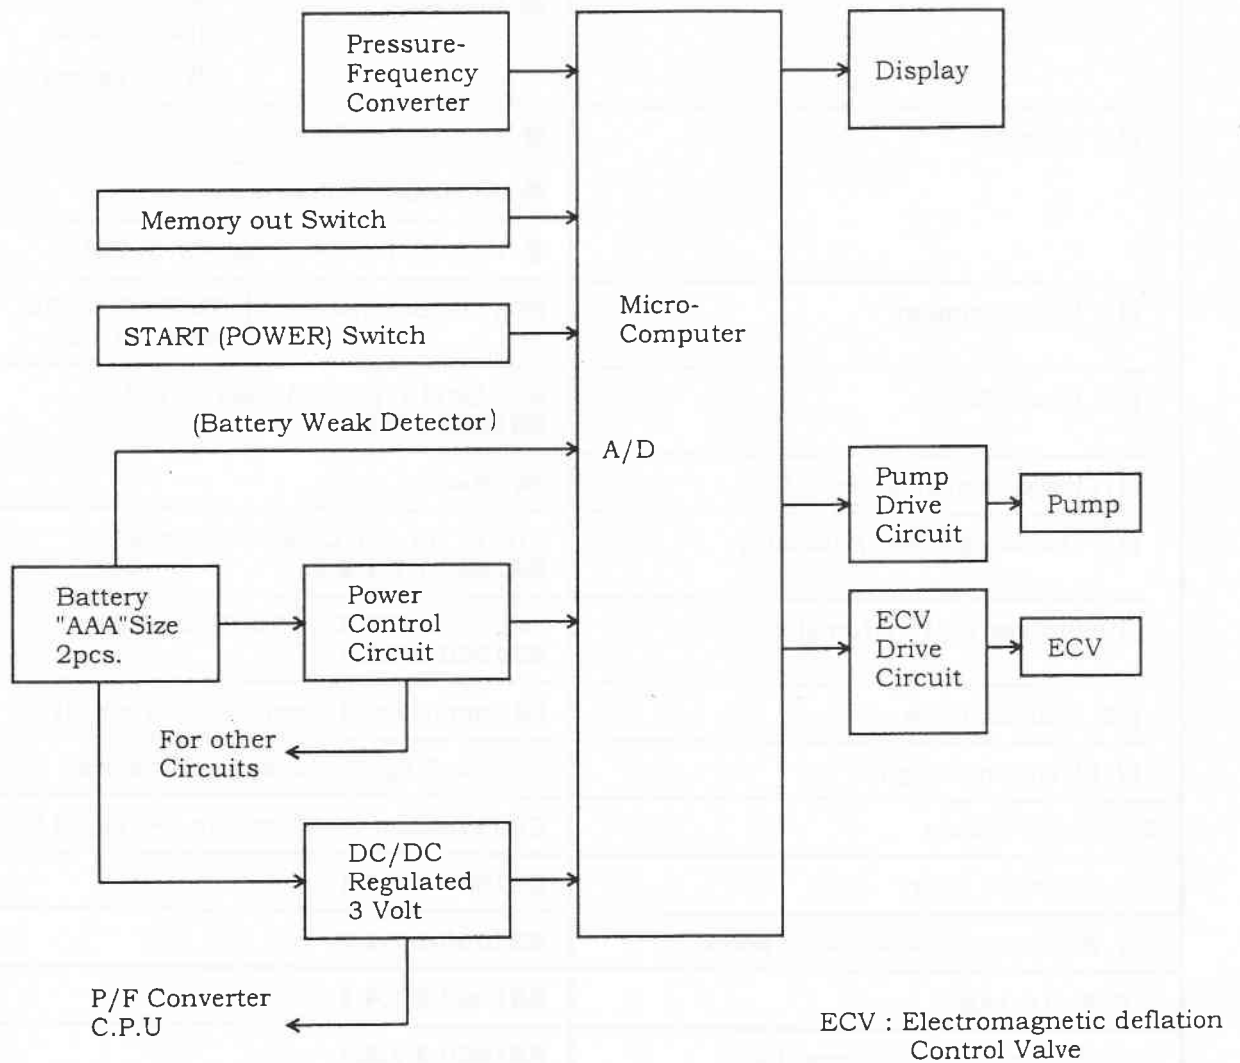 Pressure-
Frequency
Converter
Display
Memory out Switch
START (POWER) Switch
Micro-
Computer
(Battery Weak Detector)
A/D
Pump
Drive
Circuit
Pump
Battery
"AAA"Size
2pcs.
Power
Control
Circuit
ECV
Drive
Circuit
ECV
For other
Circuits
DC/DC
Regulated
3 Volt
P/F Converter
C.P.U
ECV : Electromagnetic deflation
Control Valve